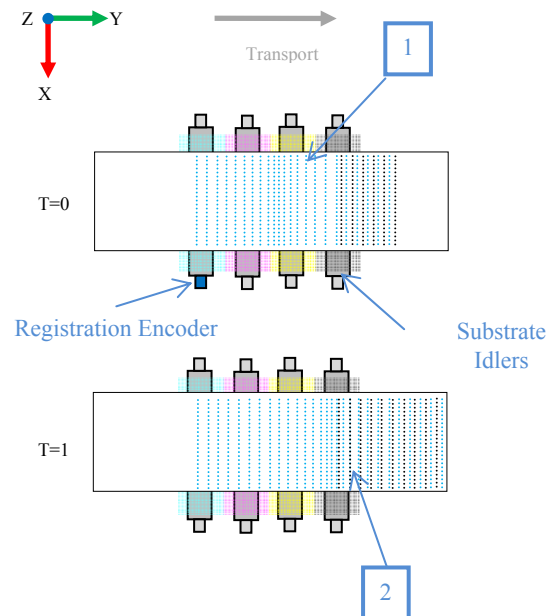 Z
Y
X
Transport
1
T=0
Registration Encoder
Substrate
Idlers
T=1
2